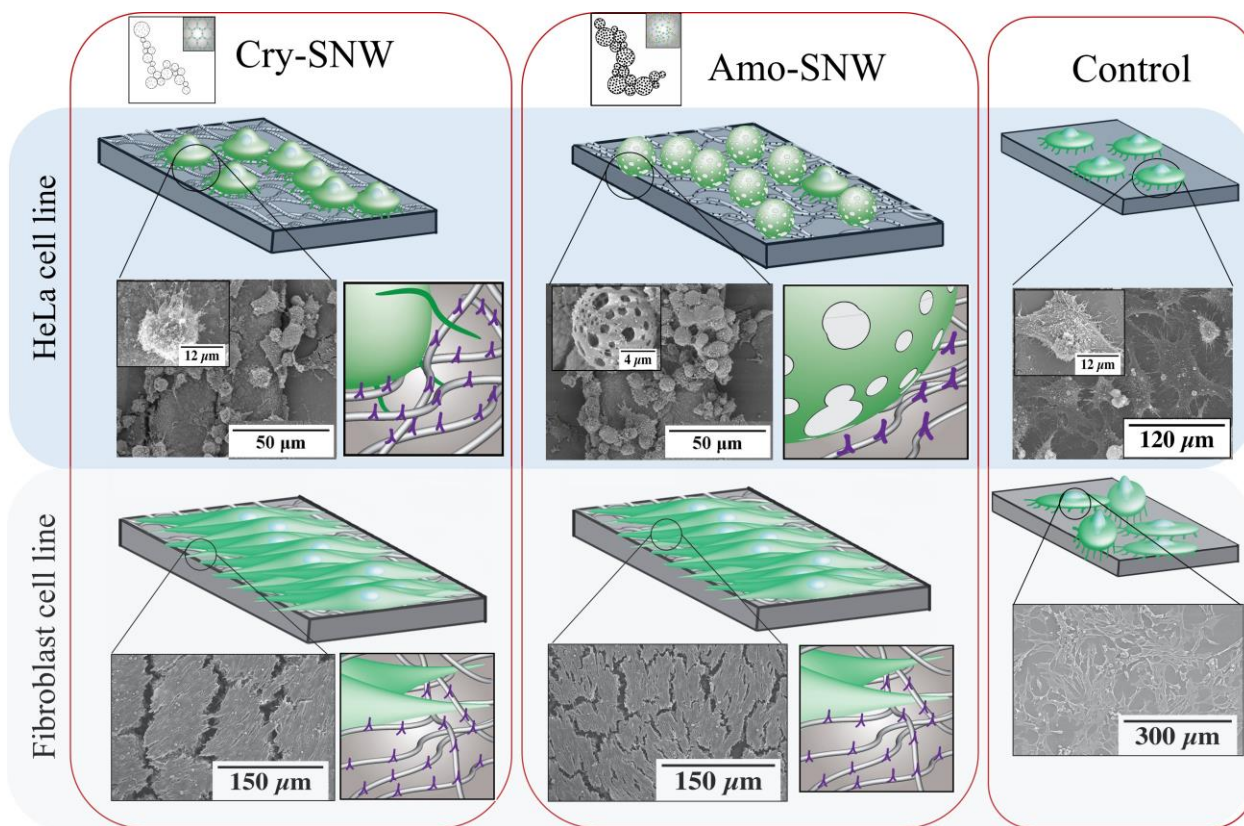 Cry-SNW
Amo-SNW
Control
HeLa cell line
12 µm
50 µm
4 µm
50 µm
12 µm
120 µm
Fibroblast cell line
150 µm
150 µm
300 µm